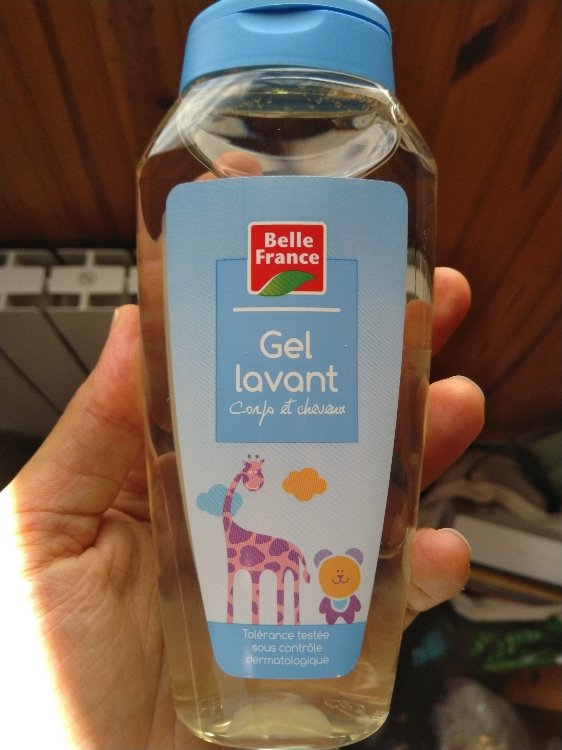 Belle
France
Gel
lavant
Corps et cheveux
Tolérance testée
sous contrôle
dermatologique